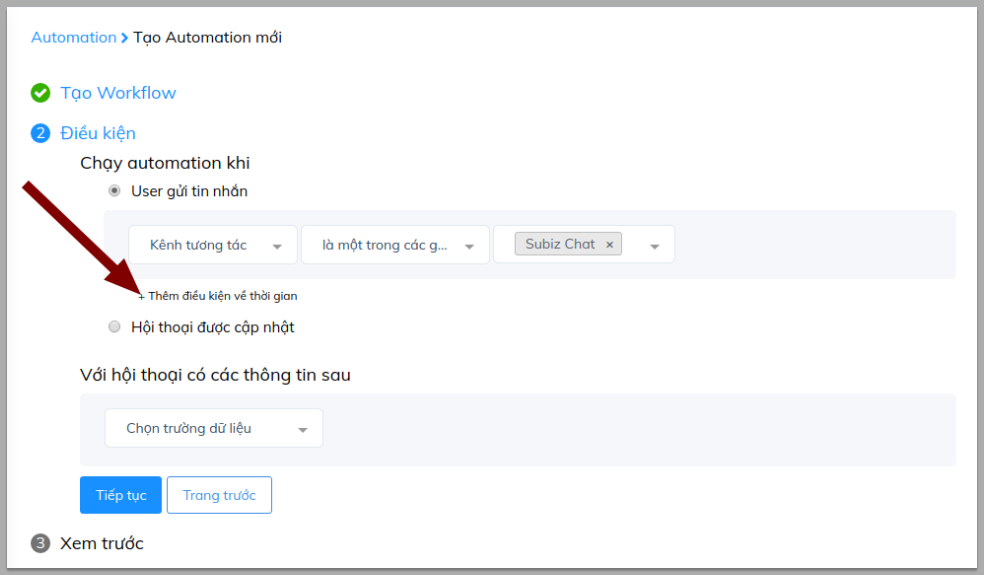 Automation > Tạo Automation mới
Tạo Workflow
2 Điều kiện
Chạy automation khi
User gửi tin nhắn
Kênh tương tác là một trong các g... Subiz Chat ×
+ Thêm điều kiện về thời gian
Hội thoại được cập nhật
Với hội thoại có các thông tin sau
Chọn trường dữ liệu
Tiếp tục Trang trước
3 Xem trước